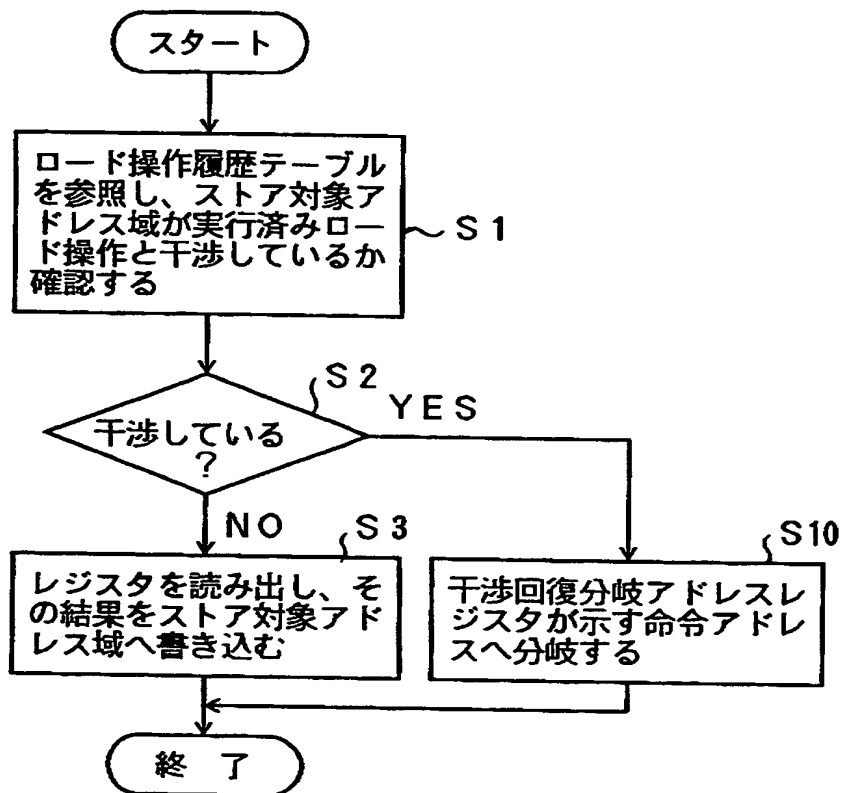 スタート
ロード操作履歴テーブル
を参照し、ストア対象ア
ドレス域が実行済みロー
ド操作と干渉しているか
確認する
S1
S2
干渉している
?
YES
NO
S3
レジスタを読み出し、そ
の結果をストア対象アド
レス域へ書き込む
S10
干渉回復分岐アドレスレ
ジスタが示す命令アドレ
スへ分岐する
終了